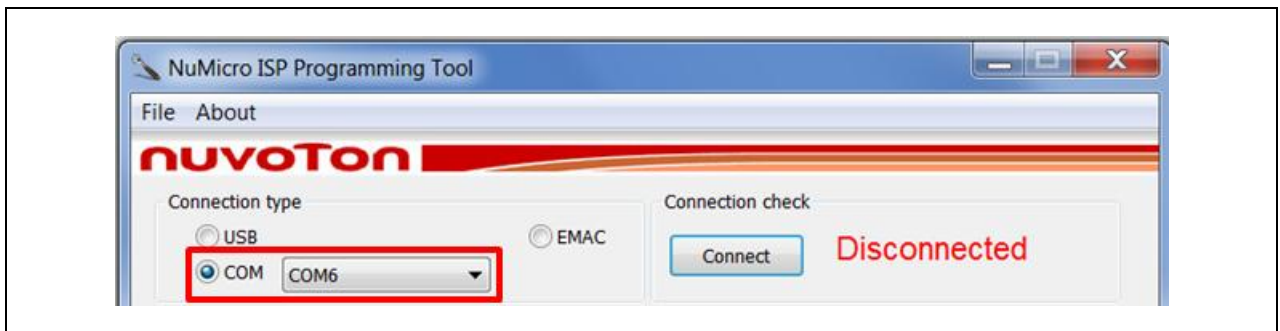 NuMicro ISP Programming Tool
File About
nuvoTon
Connection type
USB
EMAC
COM
COM6
Connection check
Connect
Disconnected